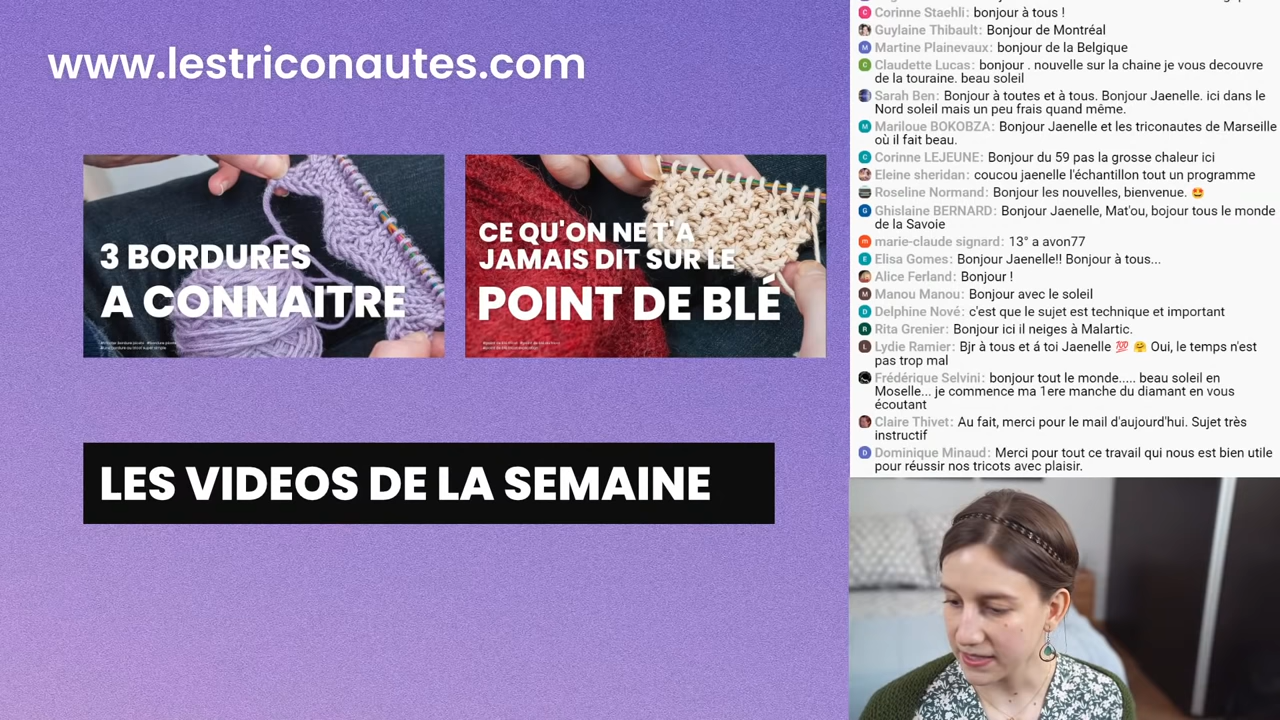 www.lestriconautes.com
3 BORDURES
A CONNAITRE
CE QU'ON NE T'A
JAMAIS DIT SUR LE
POINT DE BLÉ
LES VIDEOS DE LA SEMAINE
Corinne Staehli: bonjour à tous !
Guylaine Thibault: Bonjour de Montréal
Martine Plainevaux: bonjour de la Belgique
Claudette Lucas: bonjour . nouvelle sur la chaine je vous decouvre
de la touraine. beau soleil
Sarah Ben: Bonjour à toutes et à tous. Bonjour Jaenelle. ici dans le
Nord soleil mais un peu frais quand même.
Mariloue BOKOBZA: Bonjour Jaenelle et les triconautes de Marseille
où il fait beau.
Corinne LEJEUNE: Bonjour du 59 pas la grosse chaleur ici
Eleine sheridan: coucou jaenelle l'échantillon tout un programme
Roseline Normand: Bonjour les nouvelles, bienvenue. 🤩
Ghislaine BERNARD: Bonjour Jaenelle, Mat'ou, bojour tous le monde
de la Savoie
marie-claude signard: 13° a avon77
Elisa Gomes: Bonjour Jaenelle!! Bonjour à tous...
Alice Ferland: Bonjour !
Manou Manou: Bonjour avec le soleil
Delphine Nové: c'est que le sujet est technique et important
Rita Grenier: Bonjour ici il neiges à Malartic.
Lydie Ramier: Bjr à tous et á toi Jaenelle 💯 🤗 Oui, le temps n'est
pas trop mal
Frédérique Selvini: bonjour tout le monde..... beau soleil en
Moselle... je commence ma 1ere manche du diamant en vous
écoutant
Claire Thivet: Au fait, merci pour le mail d'aujourd'hui. Sujet très
instructif
Dominique Minaud: Merci pour tout ce travail qui nous est bien utile
pour réussir nos tricots avec plaisir.